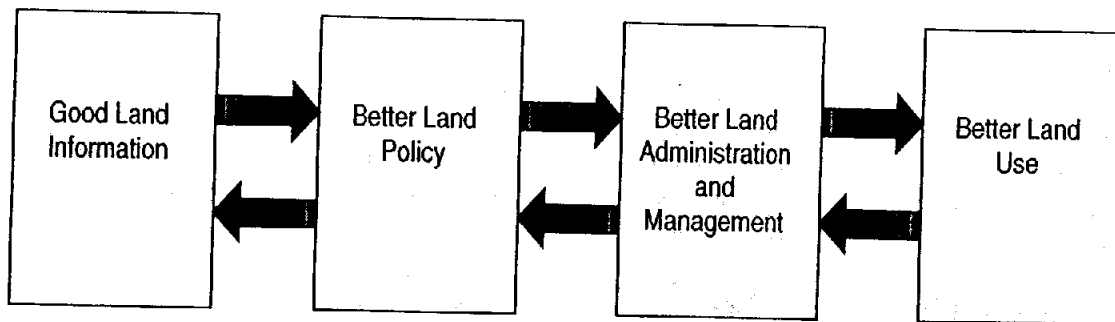 Good Land
Information
Better Land
Policy
Better Land
Administration
and
Management
Better Land
Use